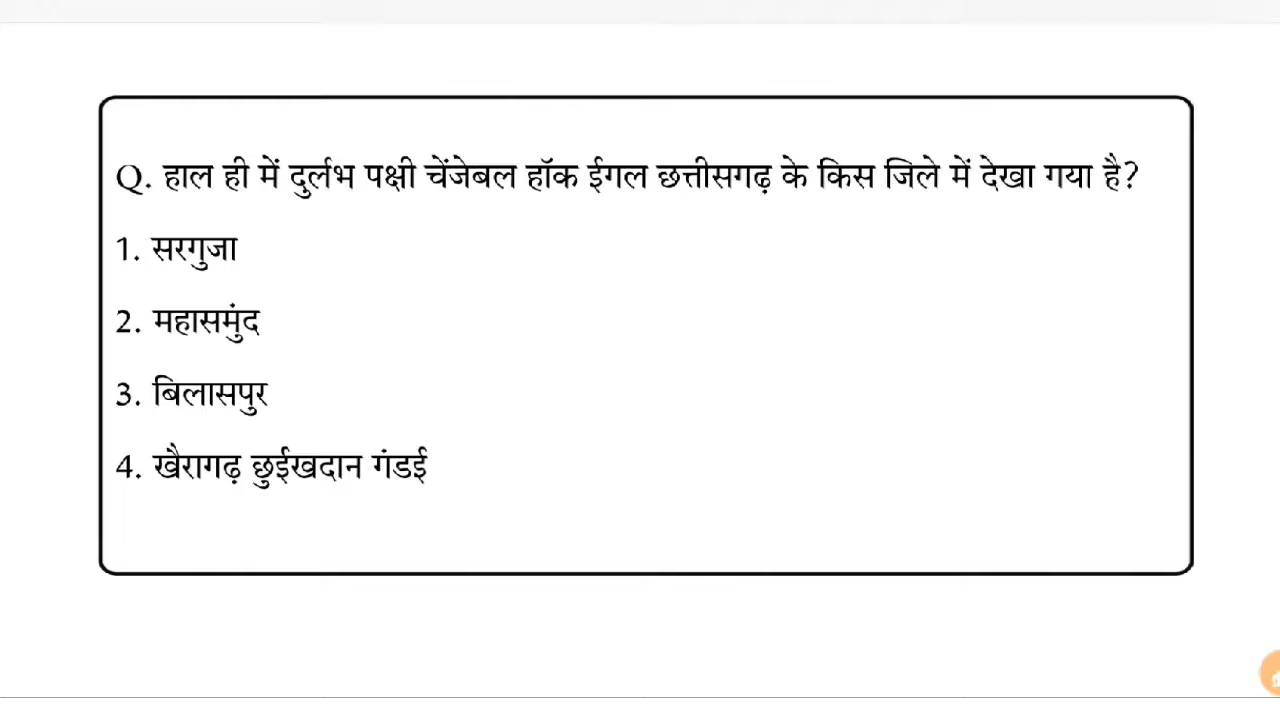 Q. हाल ही में दुर्लभ पक्षी चेंजेबल हॉक ईगल छत्तीसगढ़ के किस जिले में देखा गया है?
1. सरगुजा
2. महासमुंद
3. बिलासपुर
4. खैरागढ़ छुईखदान गंडई